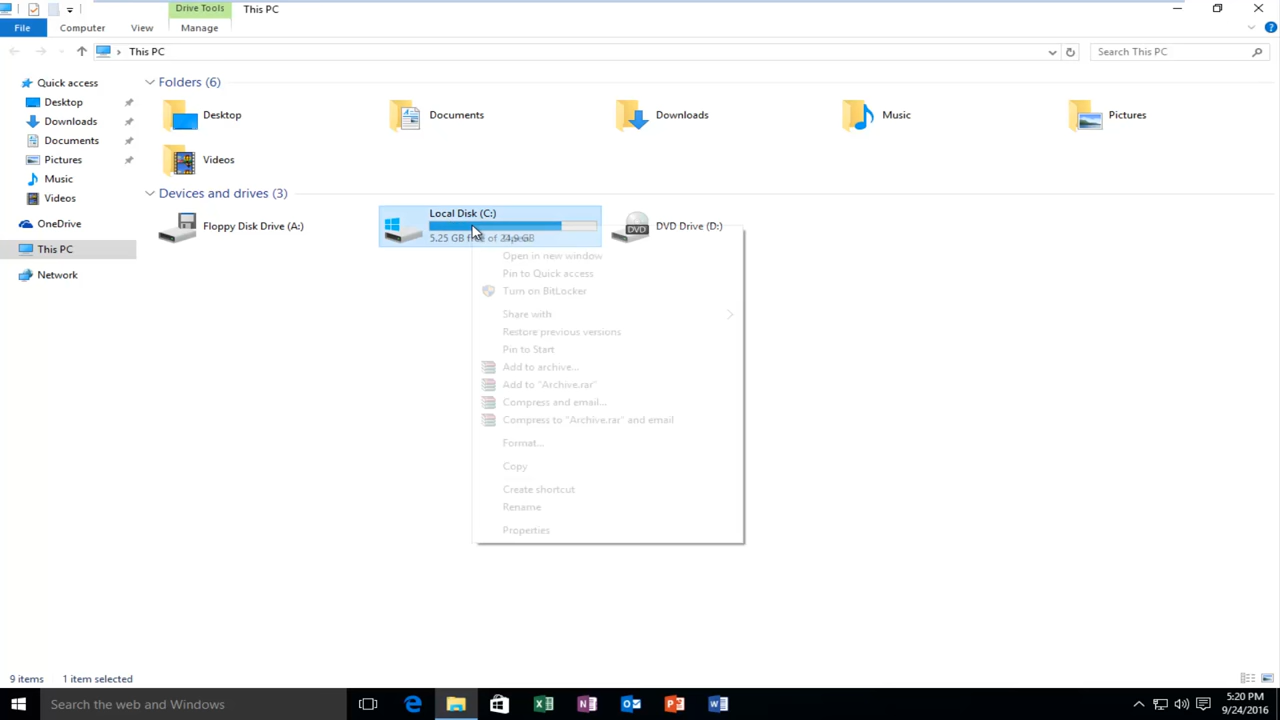 Drive Tools
This PC
File
Computer
View
Manage
This PC
Search This PC
Quick access
Desktop
Downloads
Documents
Pictures
Music
Videos
OneDrive
This PC
Network
Folders (6)
Desktop
Documents
Downloads
Music
Pictures
Videos
Devices and drives (3)
Floppy Disk Drive (A:)
Local Disk (C:)
5.25 GB free of
DVD Drive (D:)
DVD
Open in new window
Pin to Quick access
Turn on BitLocker
Share with
Restore previous versions
Pin to Start
Add to archive...
Add to "Archive.rar"
Compress and email...
Compress to "Archive.rar" and email
Format...
Copy
Create shortcut
Rename
Properties
9 items
1 item selected
Search the web and Windows
5:20 PM
9/24/2016